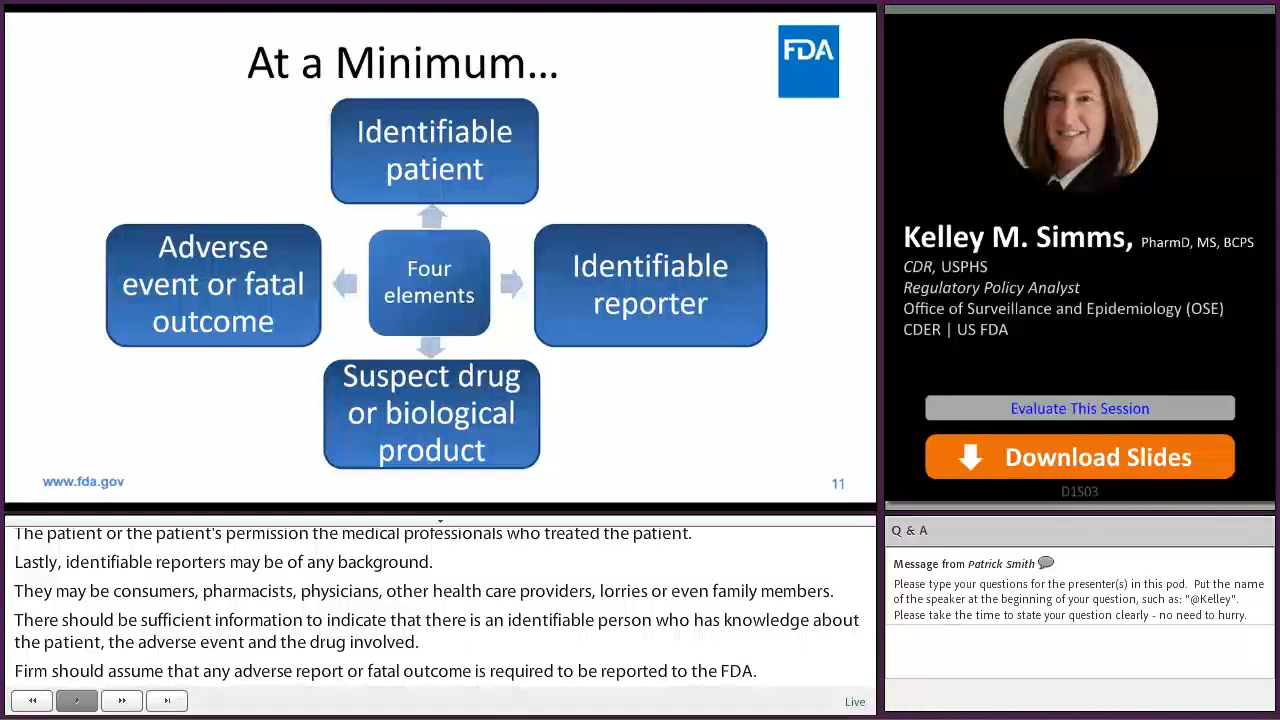 At a Minimum...
FDA
Identifiable
patient
Adverse
event or fatal
outcome
Four
elements
Identifiable
reporter
Suspect drug
or biological
product
www.fda.gov
11
Kelley M. Simms, PharmD, MS, BCPS
CDR, USPHS
Regulatory Policy Analyst
Office of Surveillance and Epidemiology (OSE)
CDER | US FDA
Evaluate This Session
Download Slides
D1S03
The patient or the patient's permission the medical professionals who treated the patient.
Lastly, identifiable reporters may be of any background.
They may be consumers, pharmacists, physicians, other health care providers, lorries or even family members.
There should be sufficient information to indicate that there is an identifiable person who has knowledge about
the patient, the adverse event and the drug involved.
Firm should assume that any adverse report or fatal outcome is required to be reported to the FDA.
Live
Q & A
Message from Patrick Smith
Please type your questions for the presenter(s) in this pod. Put the name
of the speaker at the beginning of your question, such as: "@Kelley".
Please take the time to state your question clearly - no need to hurry.